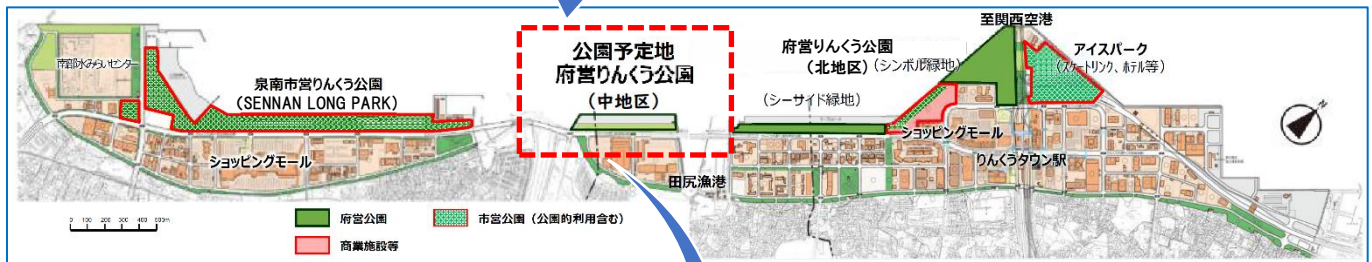 南部水みらいセンター
泉南市営りんくう公園
(SENNAN LONG PARK)
ショッピングモール
公園予定地
府営りんくう公園
(中地区)
田尻漁港
府営りんくう公園
(北地区)
(シンボル緑地)
(シーサイド緑地)
至関西空港
アイスパーク
(スケートリンク、ホテル等)
ショッピングモール
りんくうタウン駅
N
0 100 200 300 400 500m
府営公園
市営公園(公園的利用含む)
商業施設等